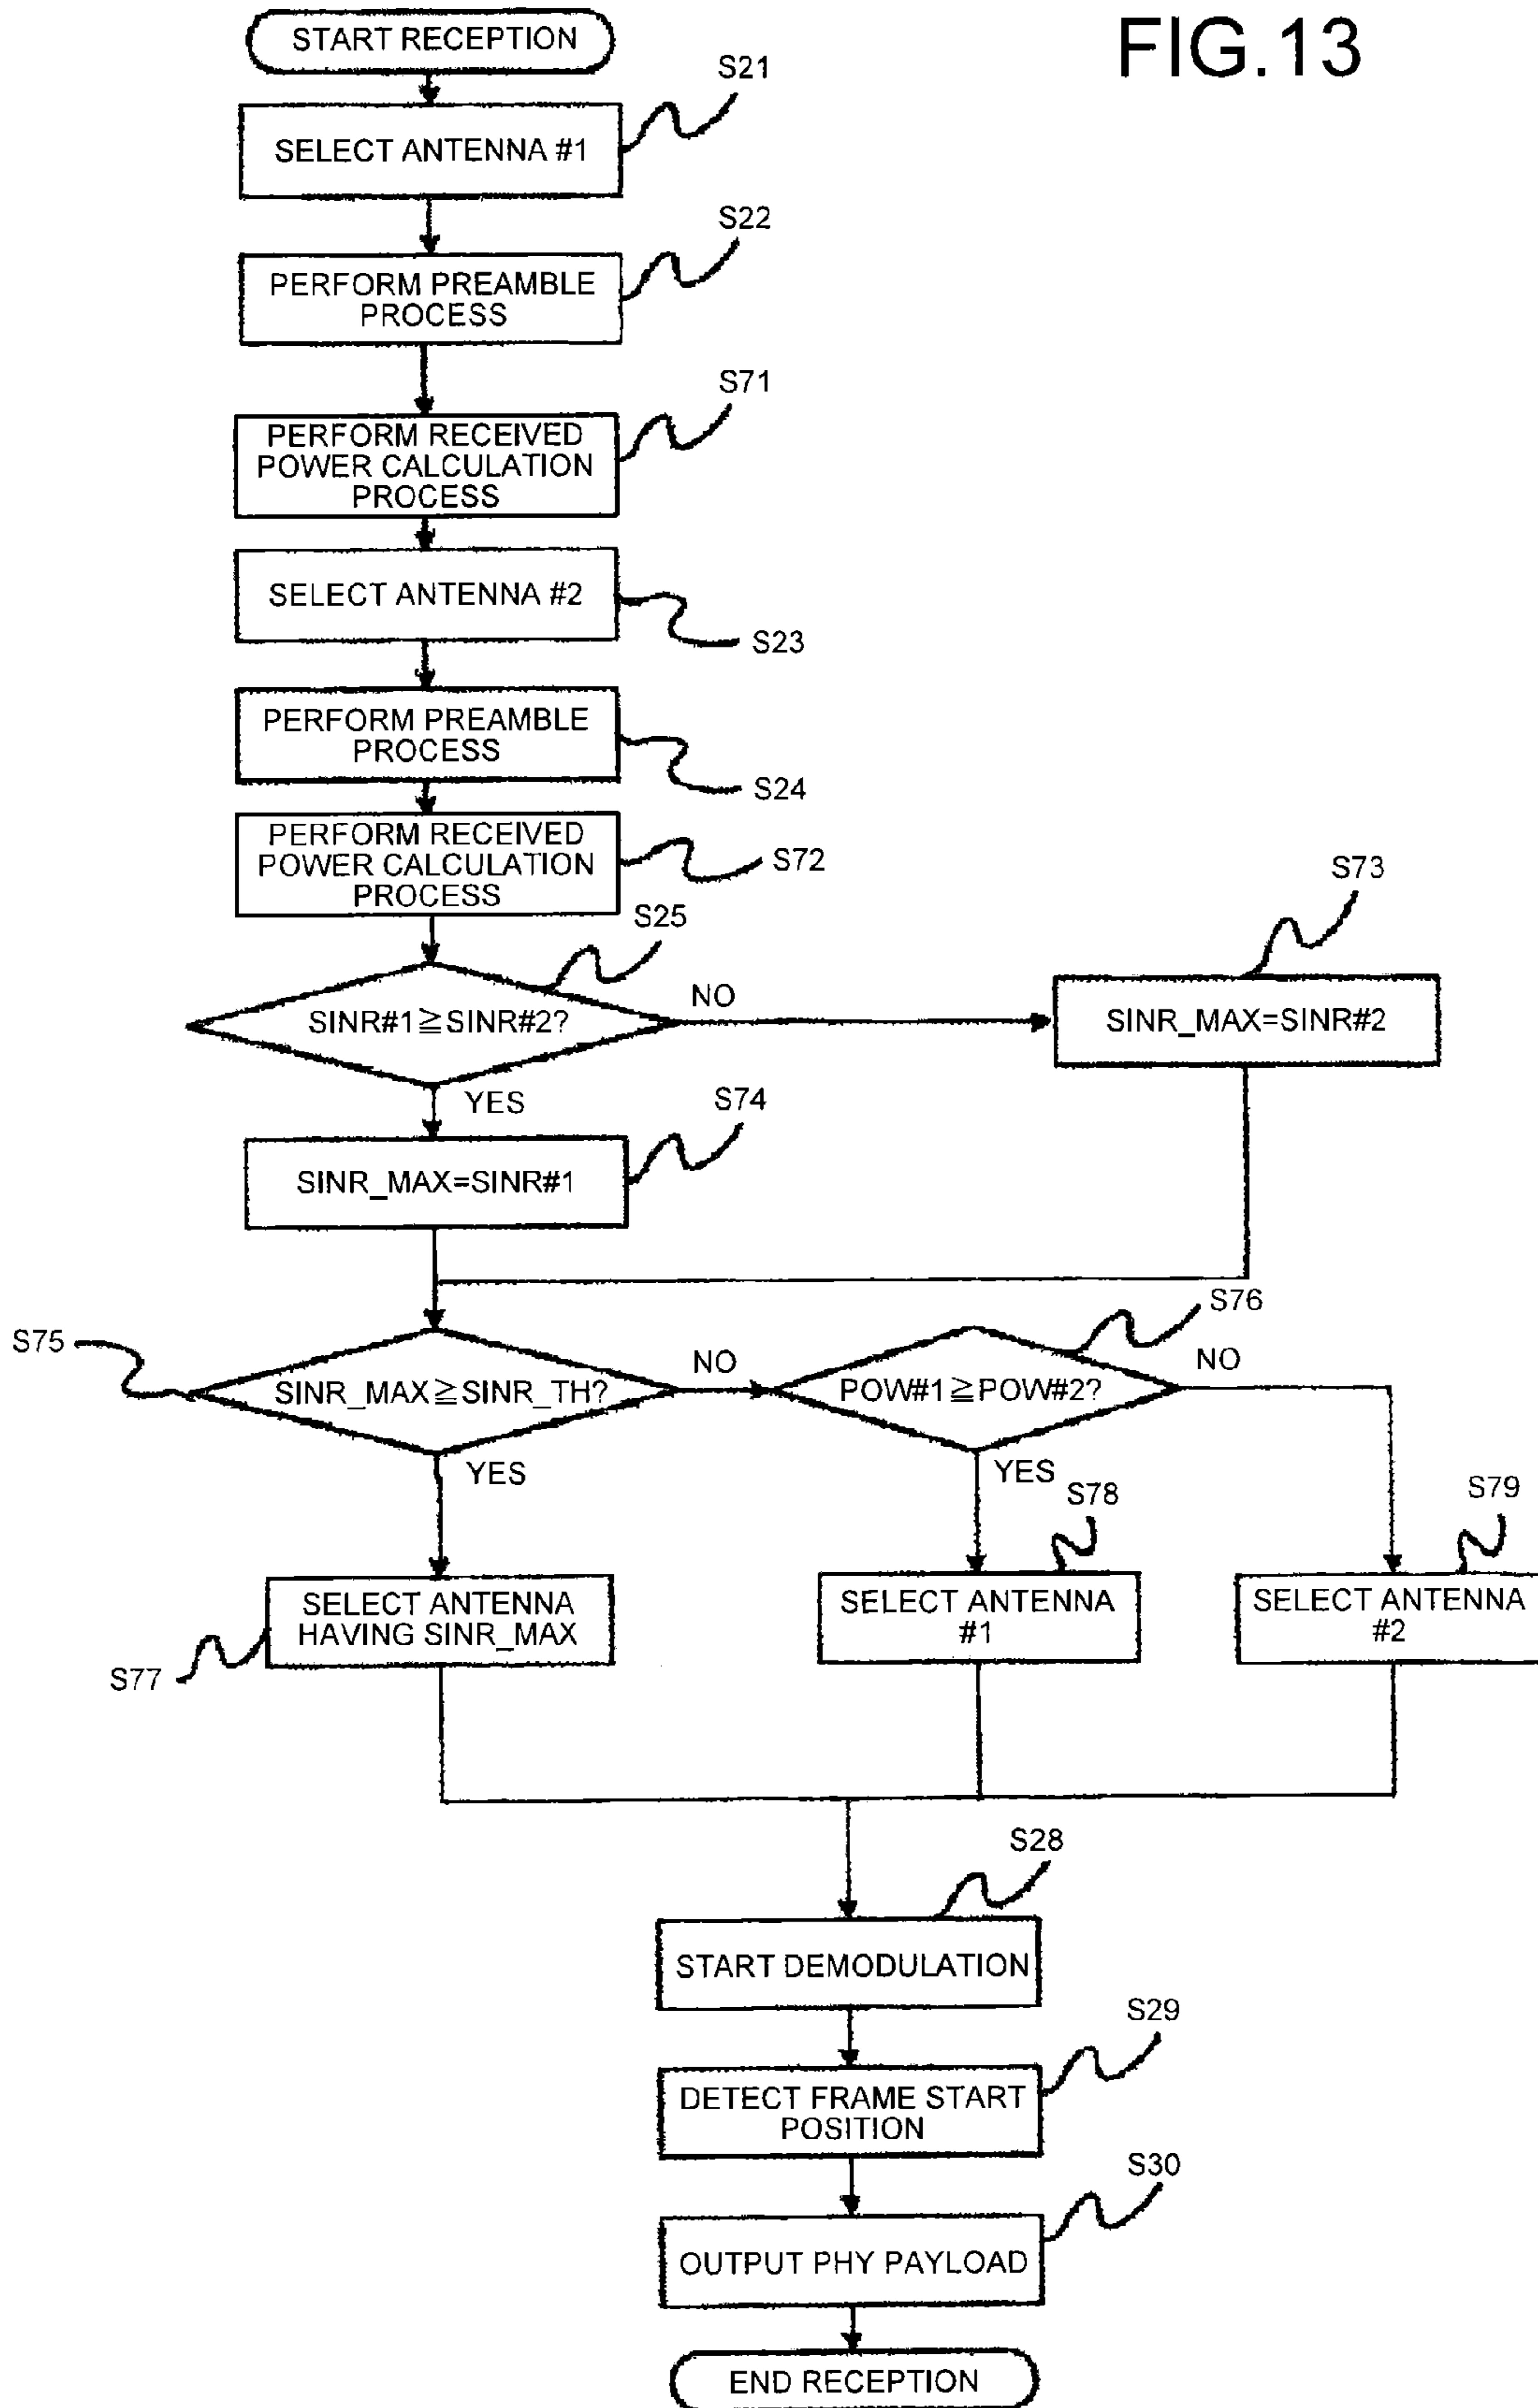 FIG.13
START RECEPTION
S21
SELECT ANTENNA #1
S22
PERFORM PREAMBLE
PROCESS
S71
PERFORM RECEIVED
POWER CALCULATION
PROCESS
SELECT ANTENNA #2
S23
PERFORM PREAMBLE
PROCESS
S24
PERFORM RECEIVED
POWER CALCULATION
PROCESS
S72
S25
SINR#1≧SINR#2?
NO
S73
SINR_MAX=SINR#2
YES
S74
SINR_MAX=SINR#1
S75
SINR_MAX≧SINR_TH?
NO
S76
POW#1≧POW#2?
NO
YES
YES
S78
S79
SELECT ANTENNA
HAVING SINR_MAX
S77
SELECT ANTENNA
#1
SELECT ANTENNA
#2
S28
START DEMODULATION
S29
DETECT FRAME START
POSITION
S30
OUTPUT PHY PAYLOAD
END RECEPTION